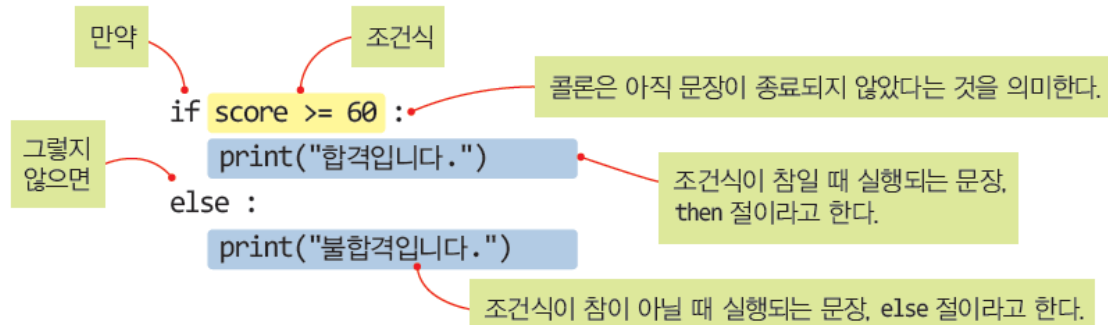 만약
조건식
if score >= 60 :
콜론은 아직 문장이 종료되지 않았다는 것을 의미한다.
print("합격입니다.")
그렇지
않으면
조건식이 참일 때 실행되는 문장,
then 절이라고 한다.
else :
print("불합격입니다.")
조건식이 참이 아닐 때 실행되는 문장, else 절이라고 한다.